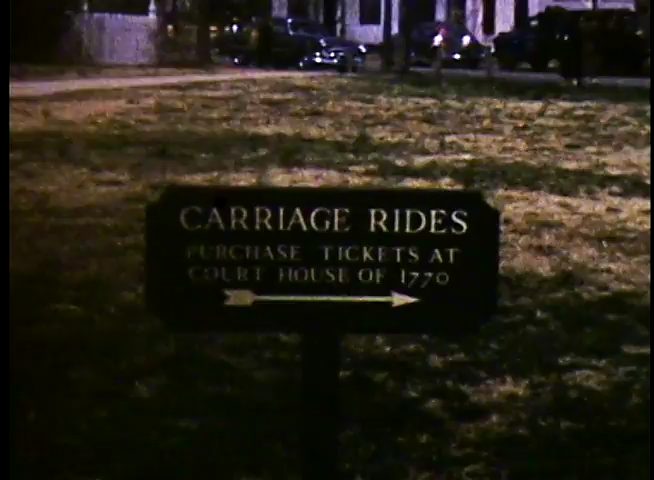 CARRIAGE RIDES
PURCHASE TICKETS AT
COURT HOUSE OF 1770